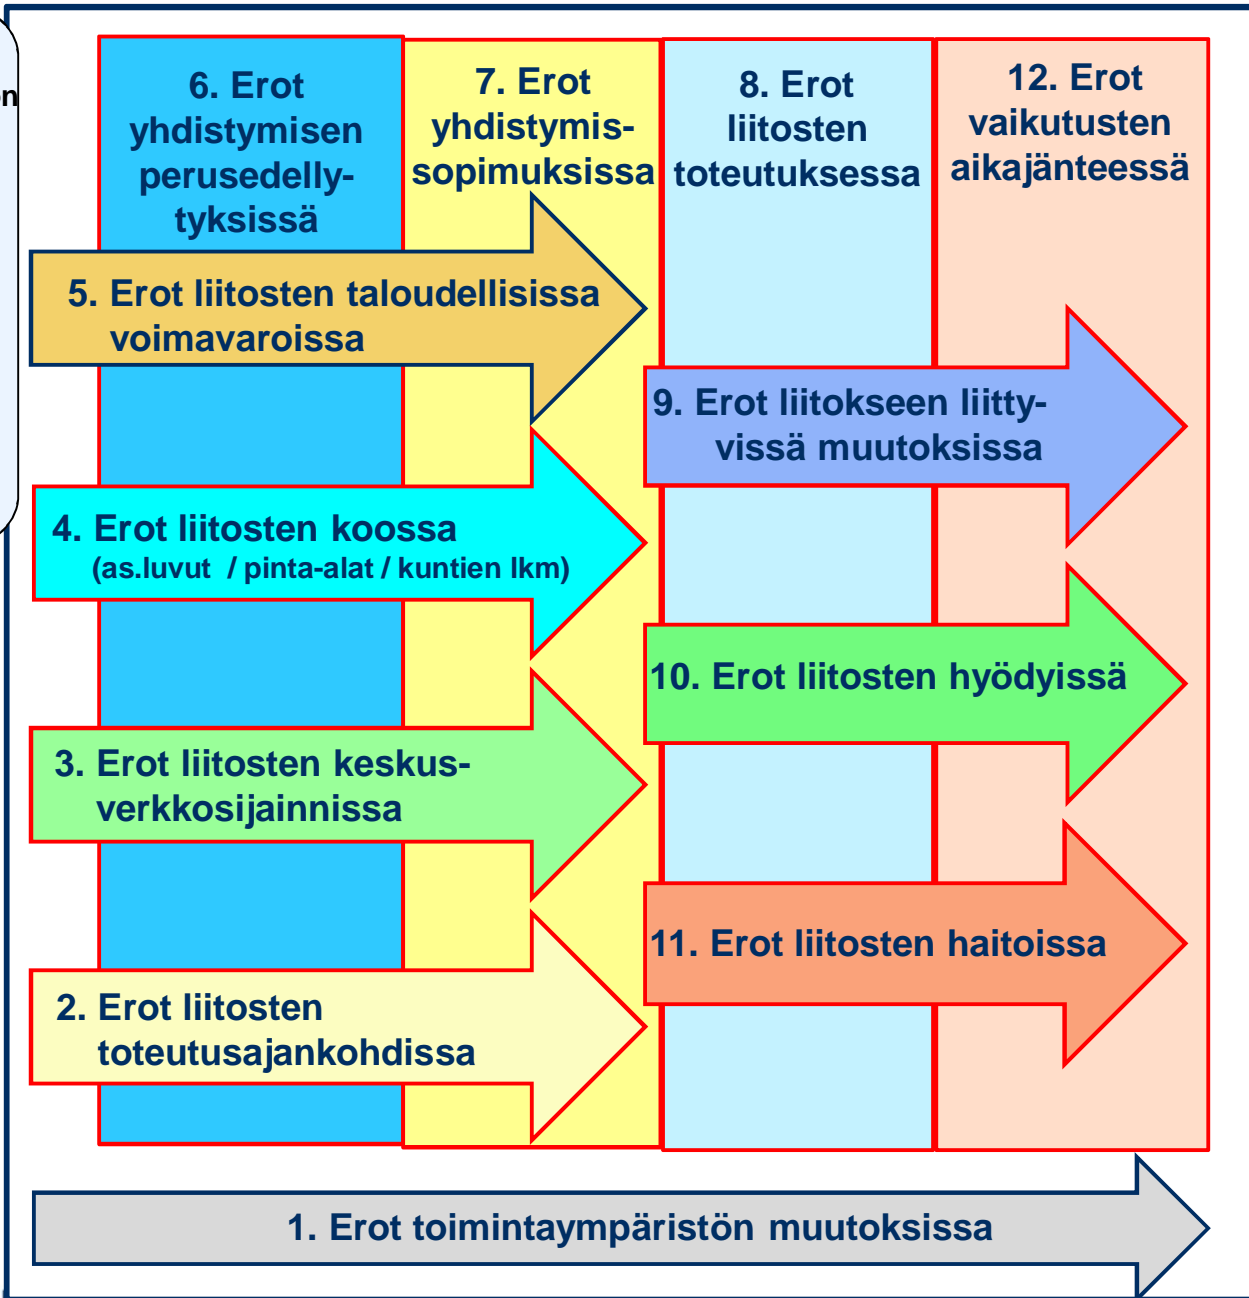 6. Erot
yhdistymisen
perusedelly-
tyksissä
7. Erot
yhdistymis-
sopimuksissa
8. Erot
liitosten
toteutuksessa
12. Erot
vaikutusten
aikajänteessä
5. Erot liitosten taloudellisissa
voimavaroissa
9. Erot liitokseen liitty-
vissä muutoksissa
4. Erot liitosten koossa
(as.luvut / pinta-alat / kuntien lkm)
10. Erot liitosten hyödyissä
3. Erot liitosten keskus-
verkkosijainnissa
11. Erot liitosten haitoissa
2. Erot liitosten
toteutusajankohdissa
1. Erot toimintaympäristön muutoksissa